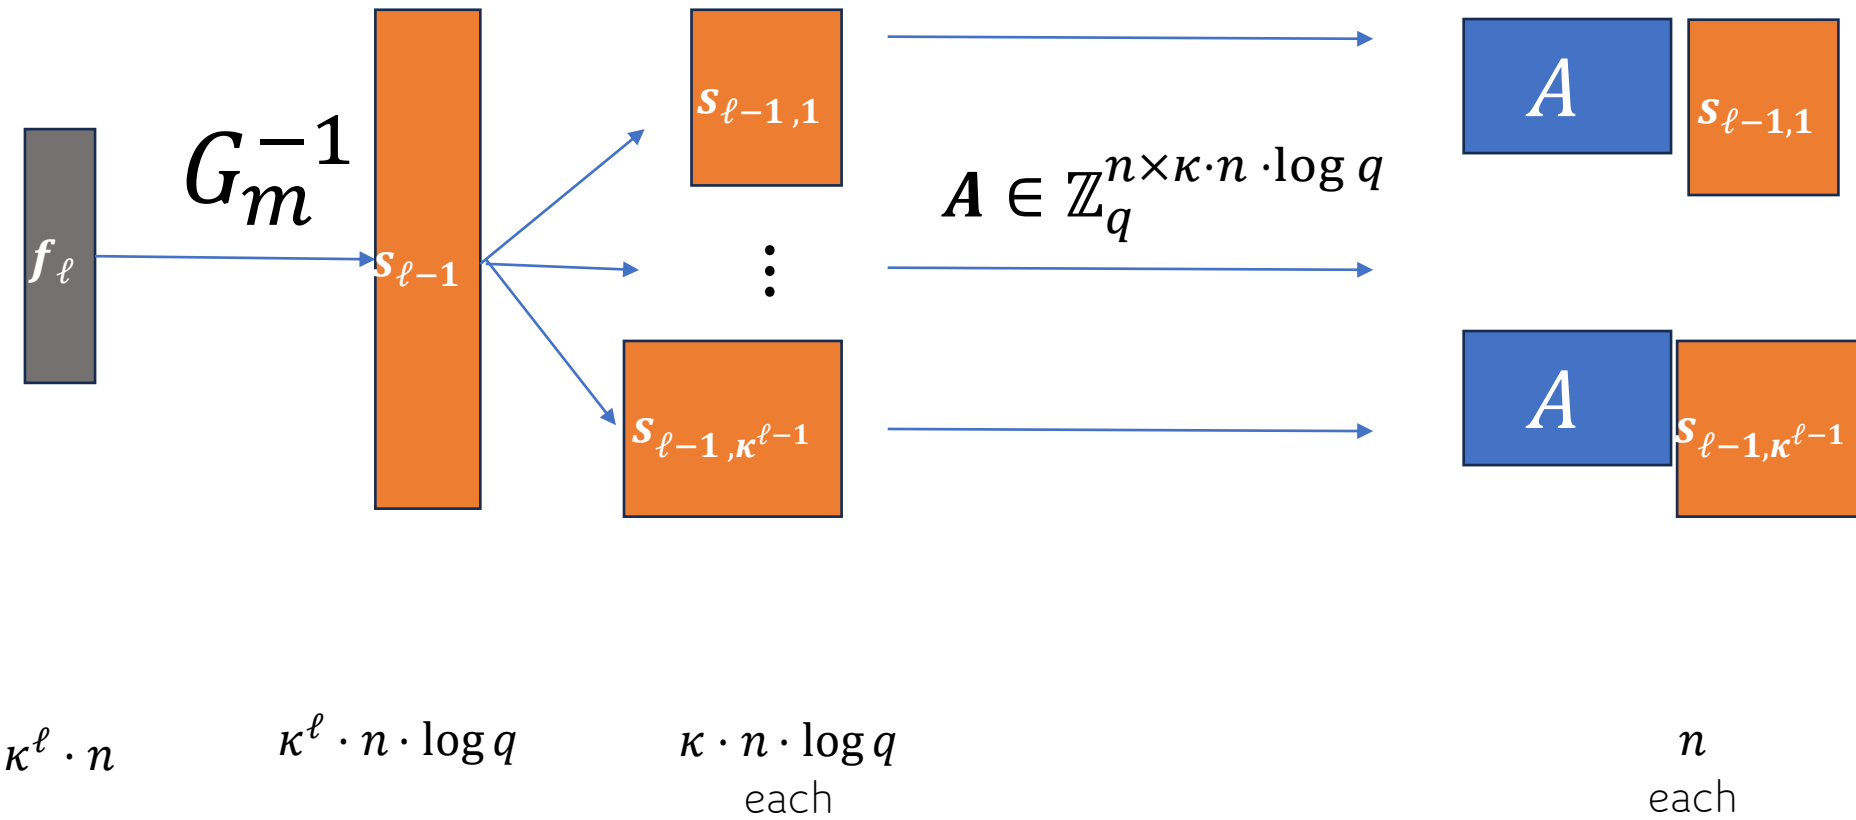 𝒇_ℓ
G_m^{−1}
𝒔_{ℓ−1}
𝒔_{ℓ−1,1}
⋮
𝒔_{ℓ−1,κ^{ℓ−1}}
𝑨 ∈ ℤ_q^{n×κ·n·log q}
A
𝒔_{ℓ−1,1}
A
𝒔_{ℓ−1,κ^{ℓ−1}}
κ^ℓ · n
κ^ℓ · n · log q
κ · n · log q
each
n
each